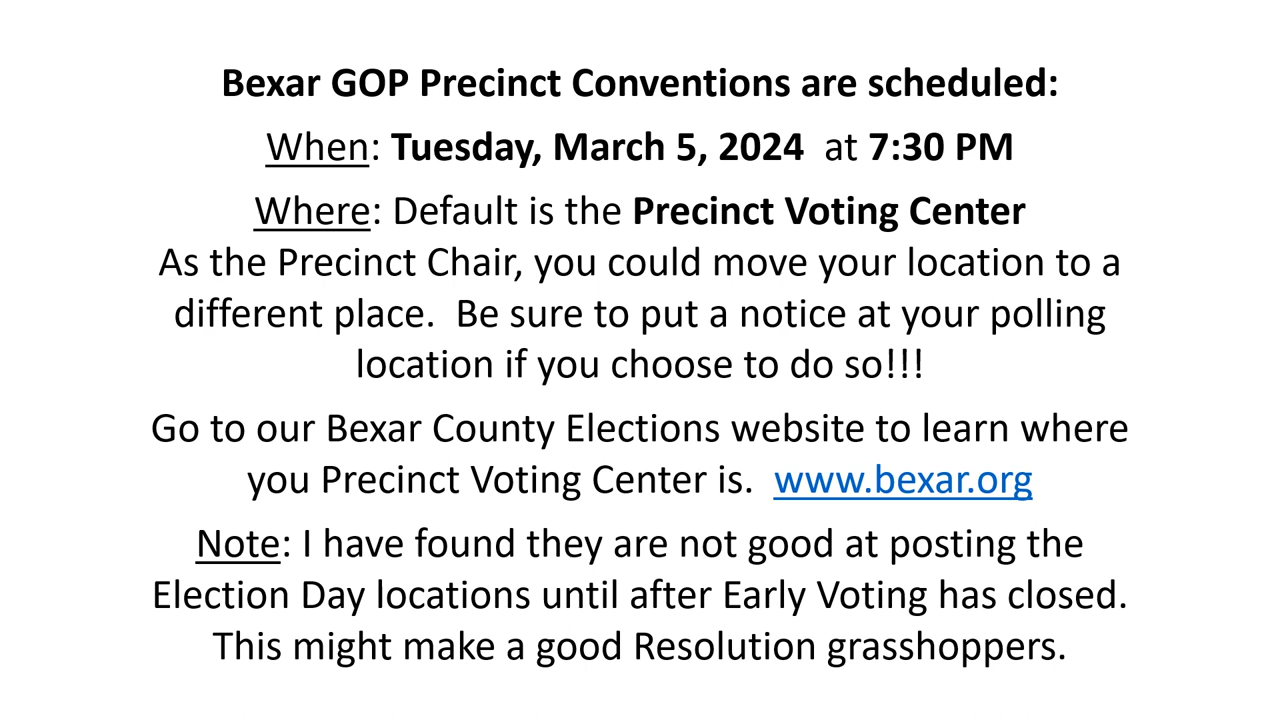 Bexar GOP Precinct Conventions are scheduled:
When: Tuesday, March 5, 2024  at 7:30 PM
Where: Default is the Precinct Voting Center
As the Precinct Chair, you could move your location to a
different place.  Be sure to put a notice at your polling
location if you choose to do so!!!
Go to our Bexar County Elections website to learn where
you Precinct Voting Center is.  www.bexar.org
Note: I have found they are not good at posting the
Election Day locations until after Early Voting has closed.
This might make a good Resolution grasshoppers.